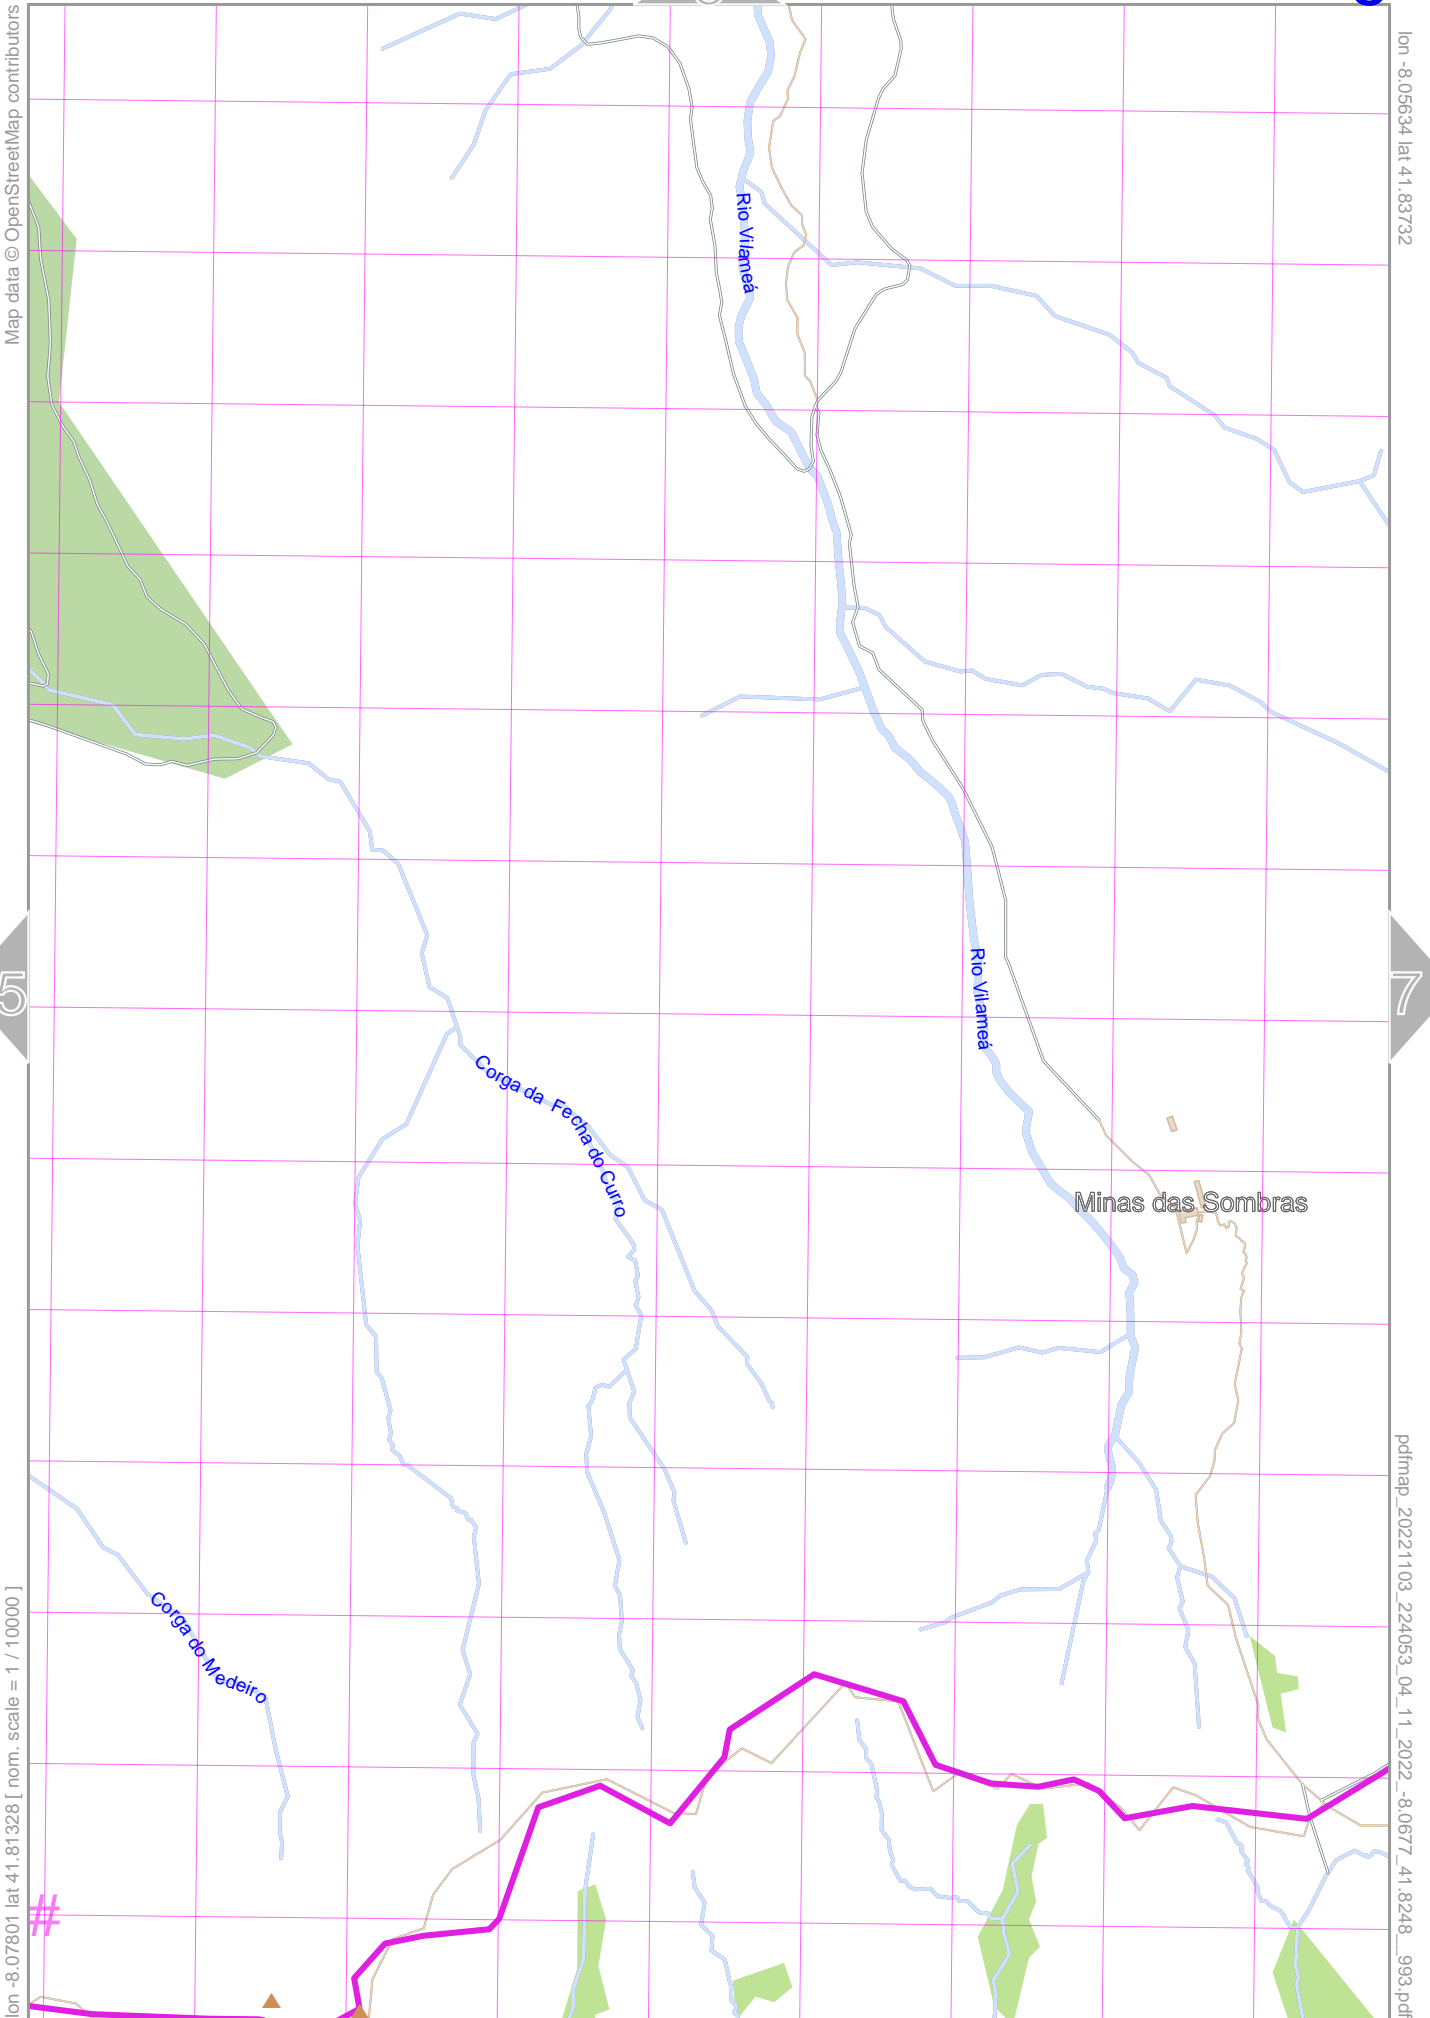 Map data © OpenStreetMap contributors
lon -8.05634 lat 41.83732
Rio Vilameá
5
7
Rio Vilameá
Corga da Fecha do Curro
Minas das Sombras
Corga do Medeiro
#
lon -8.07801 lat 41.81328 [ nom. scale = 1 / 10000 ]
pdfmap_20221103_224053_04_11_2022_-8.0677_41.8248__993.pdf